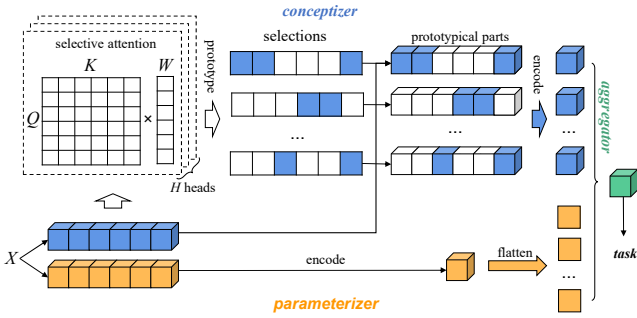 conceptizer
selective attention
K
W
Q
×
H heads
prototype
selections
...
prototypical parts
...
encode
...
aggregator
X
encode
flatten
...
task
parameterizer